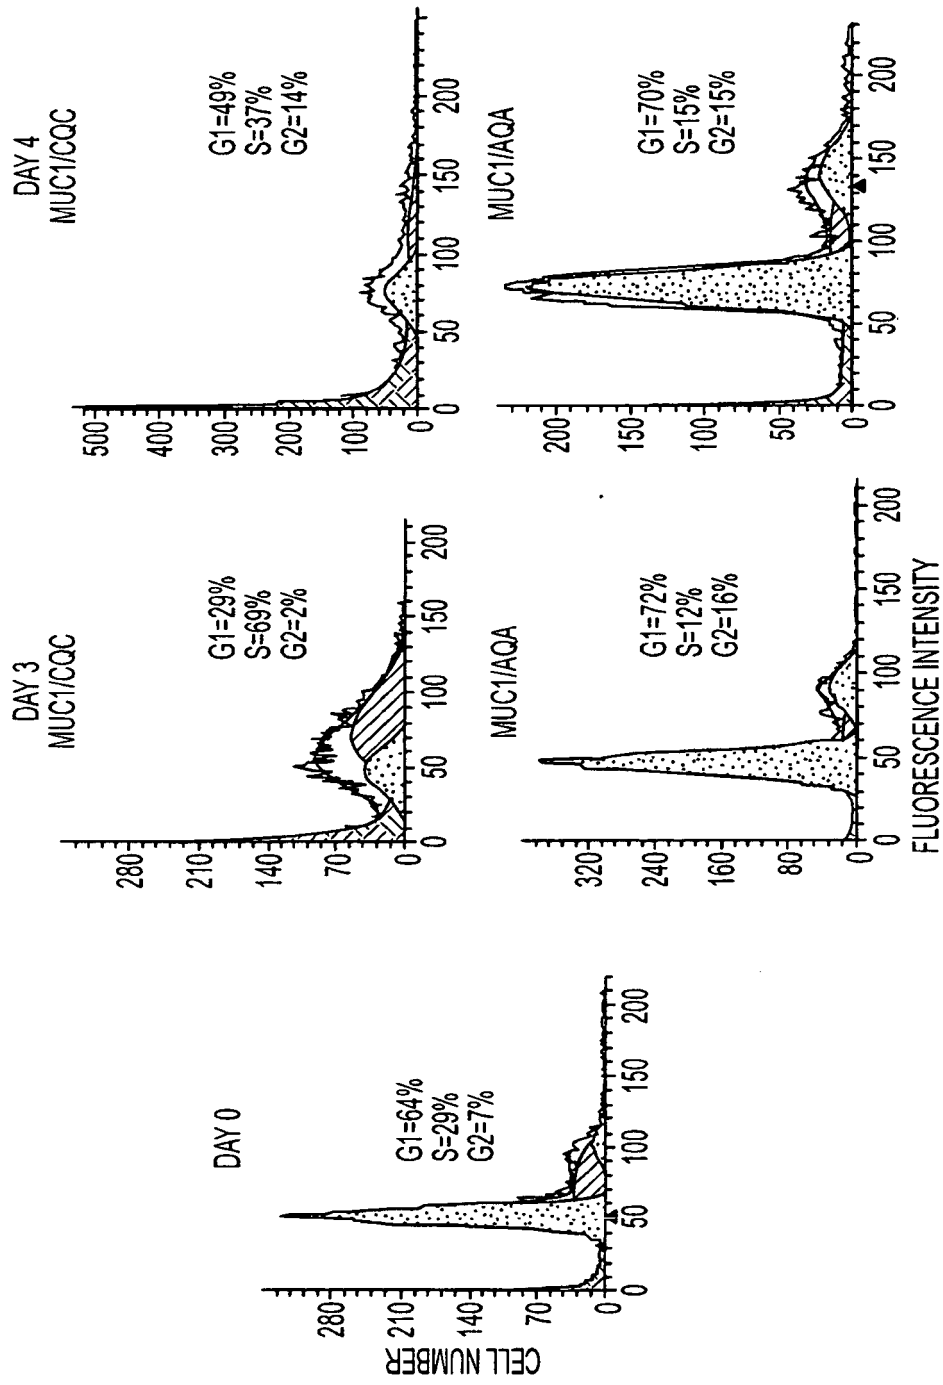 DAY 0
G1=64%
S=29%
G2=7%
CELL NUMBER
280
210
140
70
0
0 50 100 150 200
DAY 3
MUC1/CQC
G1=29%
S=69%
G2=2%
280
210
140
70
0
0 50 100 150 200
DAY 4
MUC1/CQC
G1=49%
S=37%
G2=14%
500
400
300
200
100
0
0 50 100 150 200
MUC1/AQA
G1=72%
S=12%
G2=16%
320
240
160
80
0
0 50 100 150 200
MUC1/AQA
G1=70%
S=15%
G2=15%
200
150
100
50
0
0 50 100 150 200
FLUORESCENCE INTENSITY